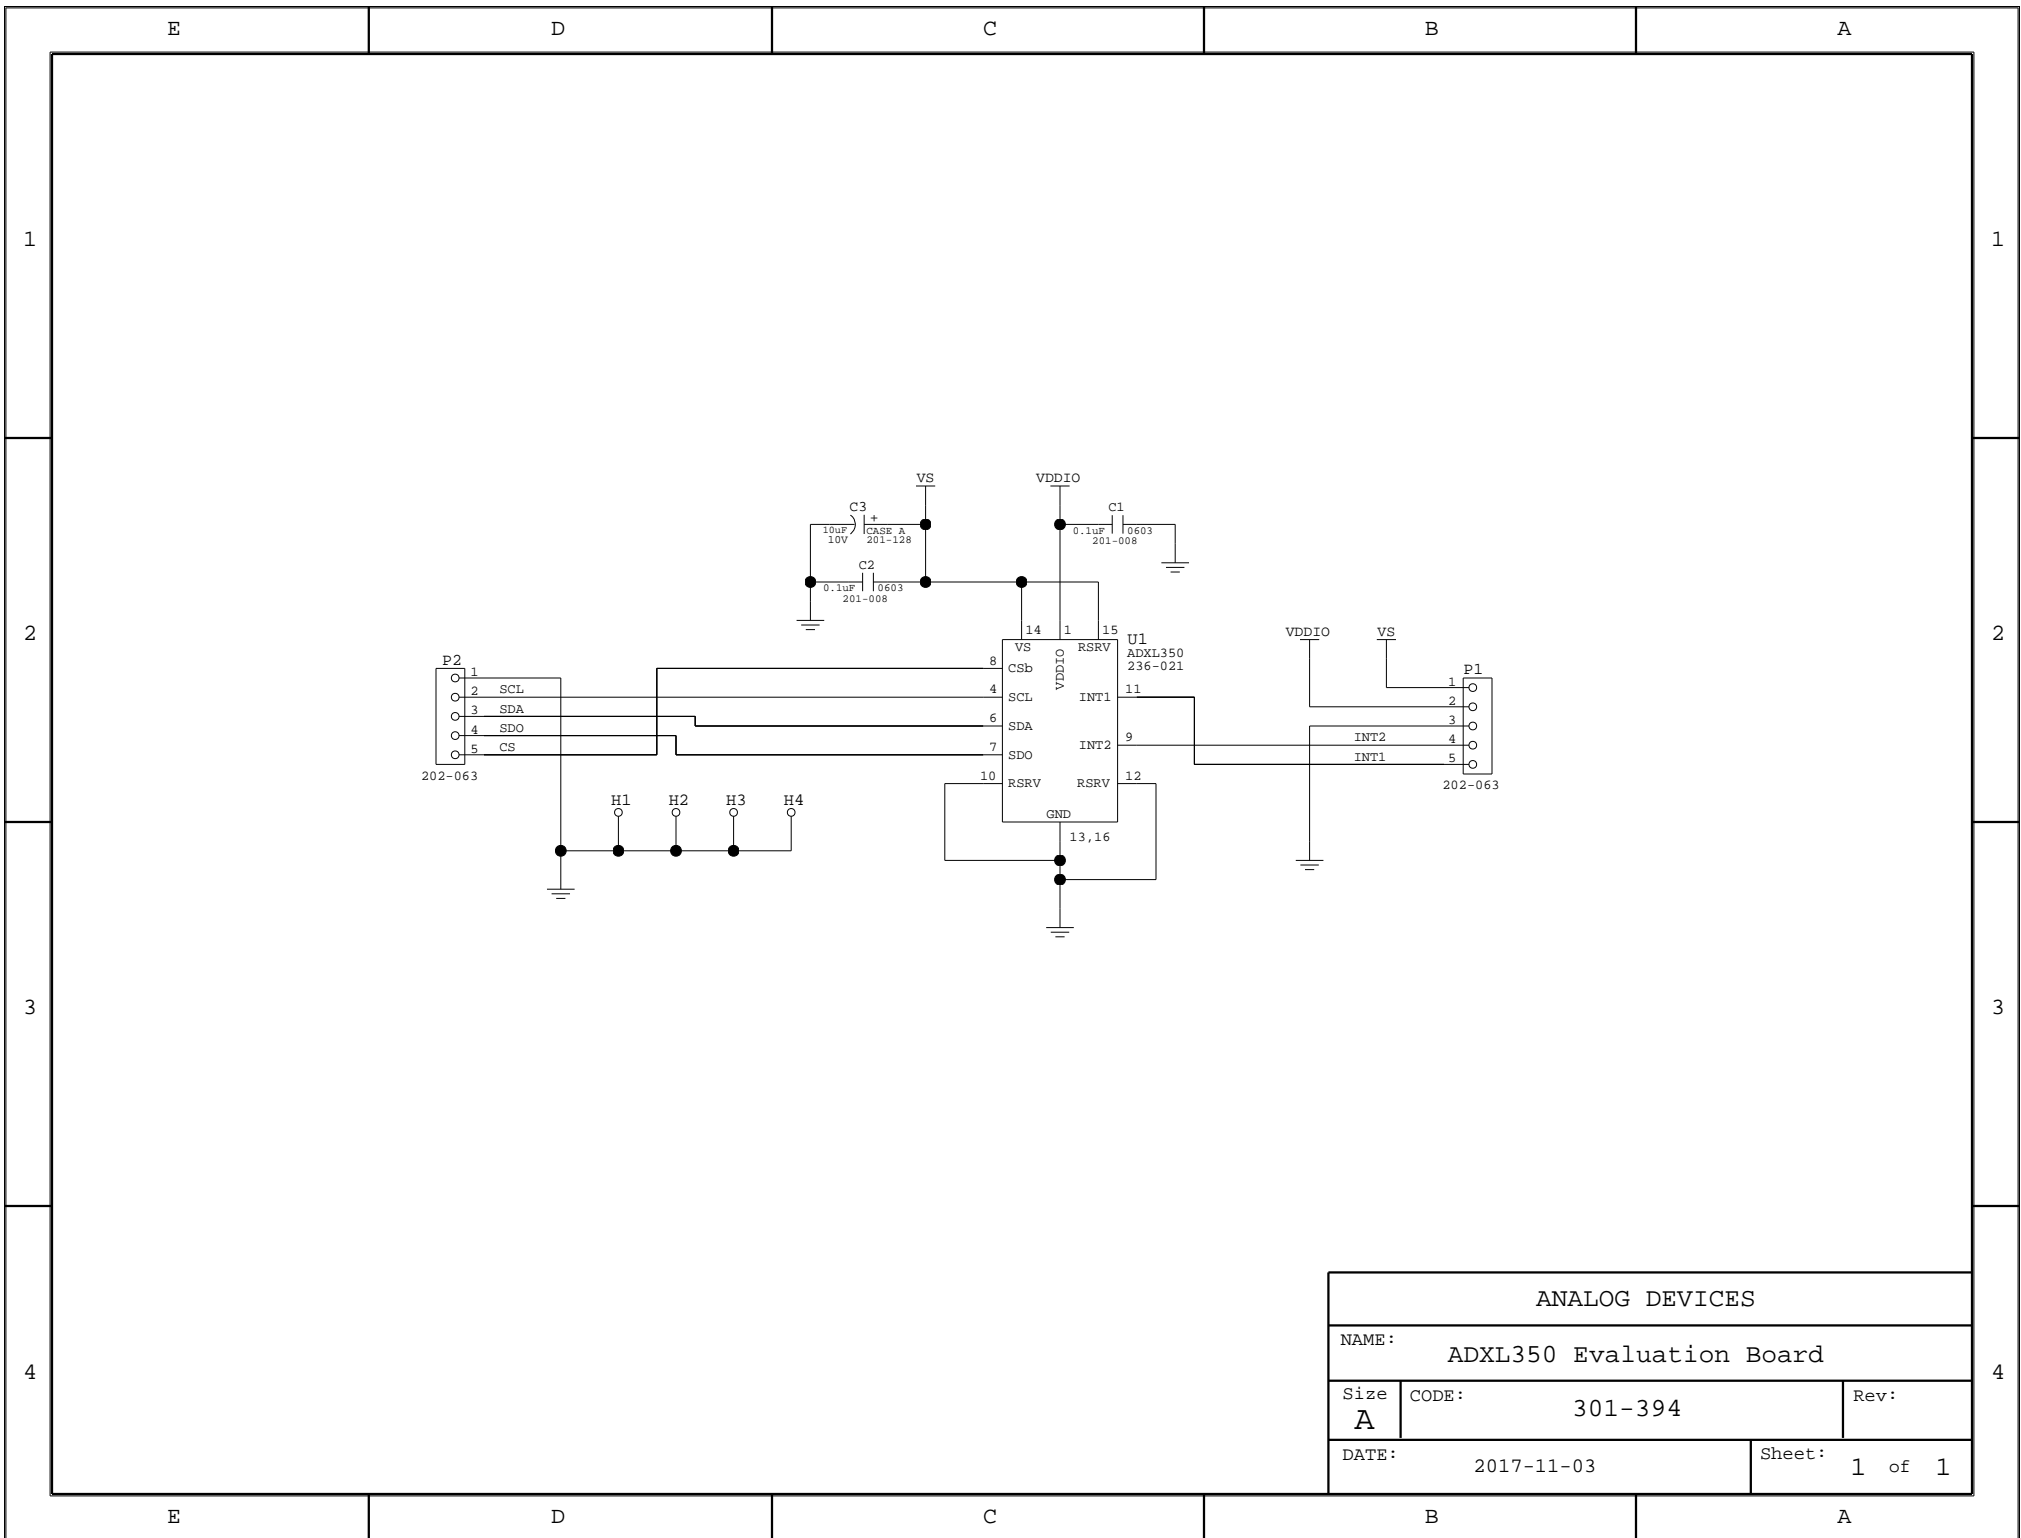 E D C B A
1 1
VS VDDIO
C3 C1
+
10uF CASE A
10V 201-128
0.1uF 0603
201-008
C2
0.1uF 0603
201-008
2 2
14 1 15
VS VDDIO RSRV
U1
ADXL350
236-021
VDDIO VS
P2
1
2 SCL
3 SDA
4 SDO
5 CS
202-063
8 CSb
4 SCL
6 SDA
7 SDO
10 RSRV
INT1 11
INT2 9
RSRV 12
GND
13,16
P1
1
2
3
INT2 4
INT1 5
202-063
H1 H2 H3 H4
3 3
4 4
ANALOG DEVICES
NAME: ADXL350 Evaluation Board
Size A CODE: 301-394 Rev:
DATE: 2017-11-03 Sheet: 1 of 1
E D C B A